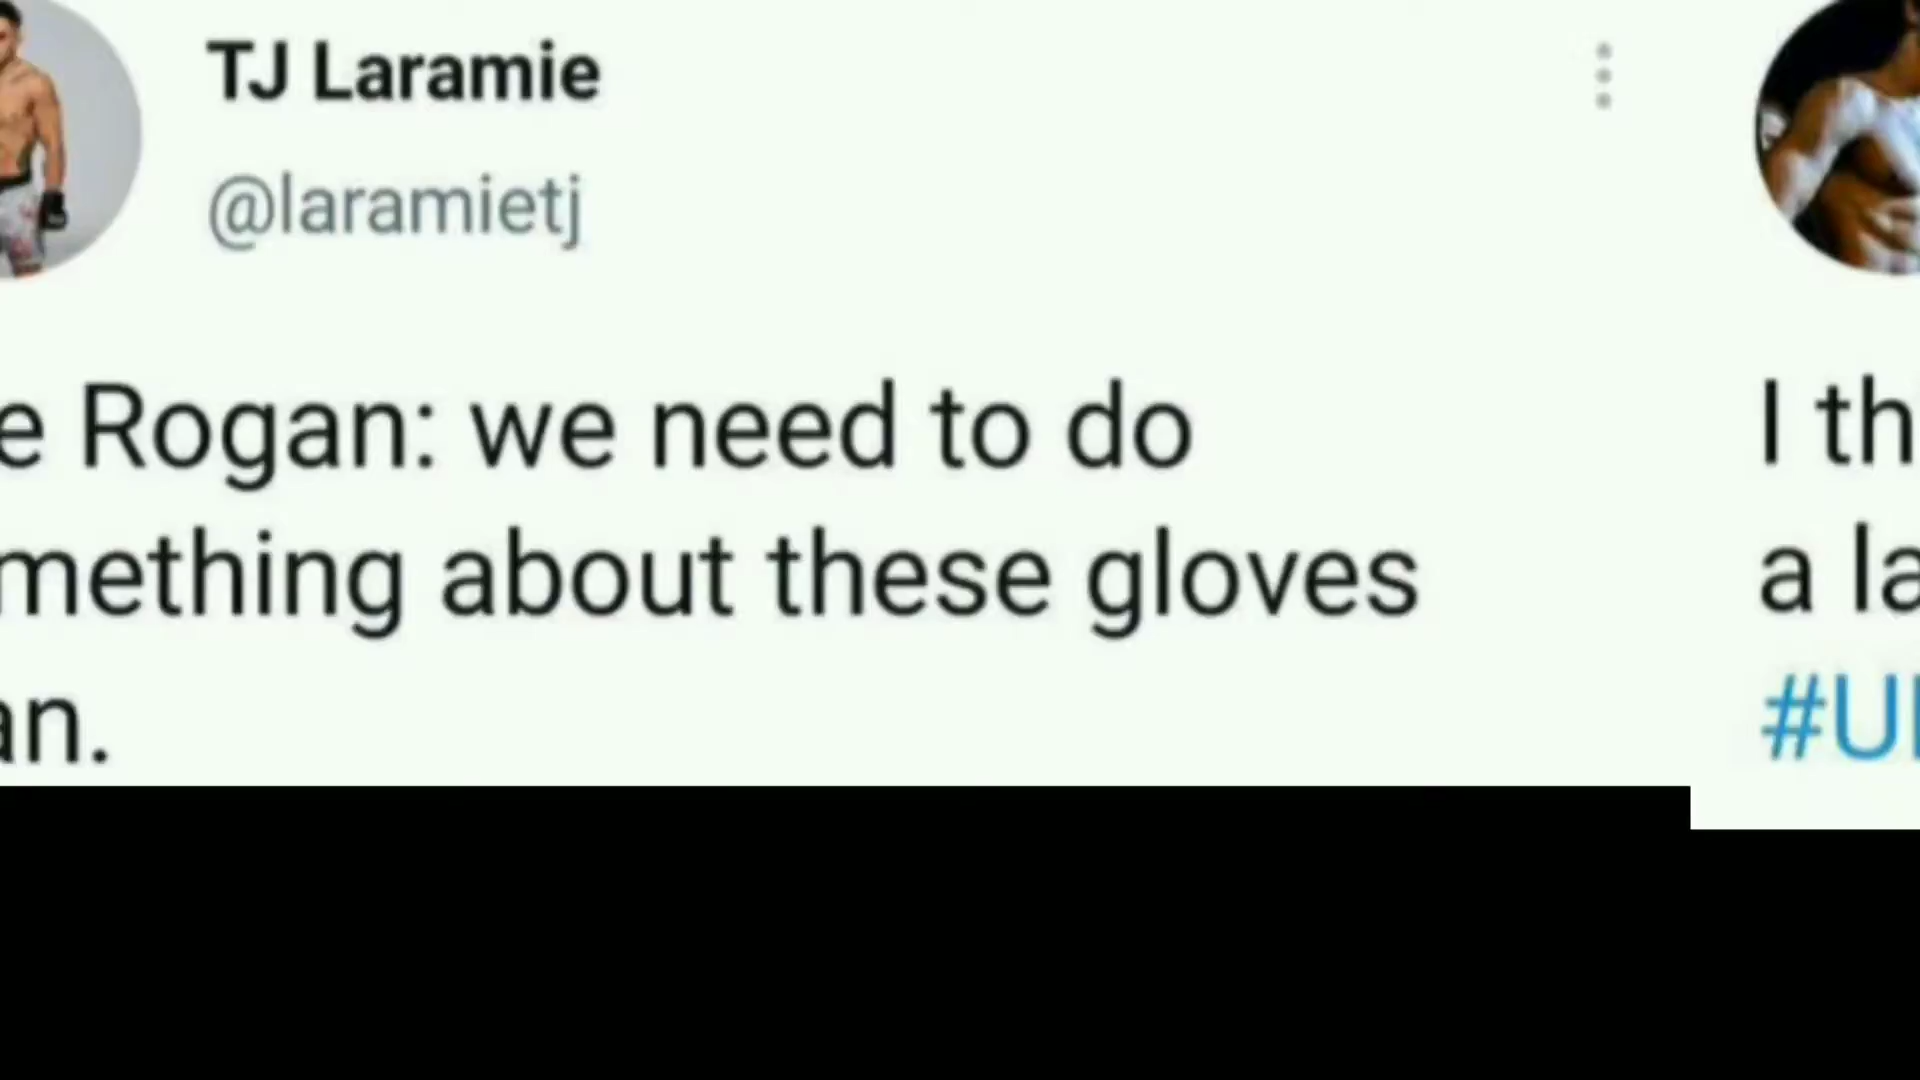 TJ Laramie
@laramietj
e Rogan: we need to do
mething about these gloves
an.
I th
a la
#U